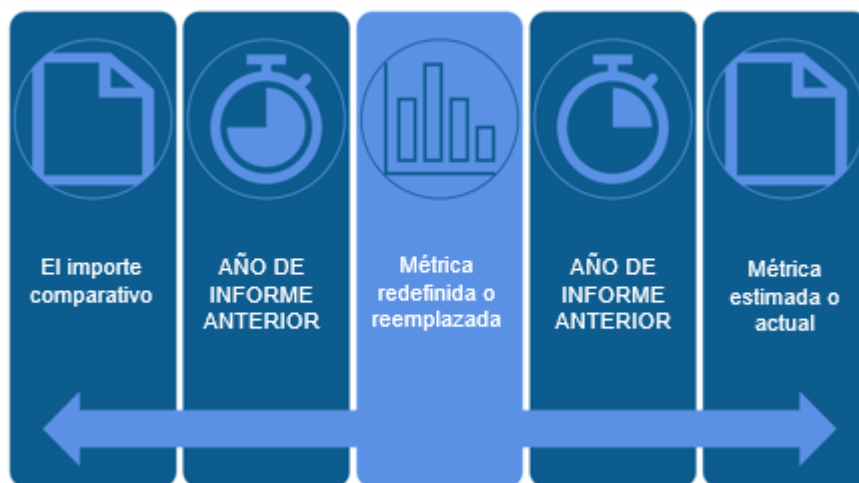 El importe
comparativo
AÑO DE
INFORME
ANTERIOR
Métrica
redefinida o
reemplazada
AÑO DE
INFORME
ANTERIOR
Métrica
estimada o
actual